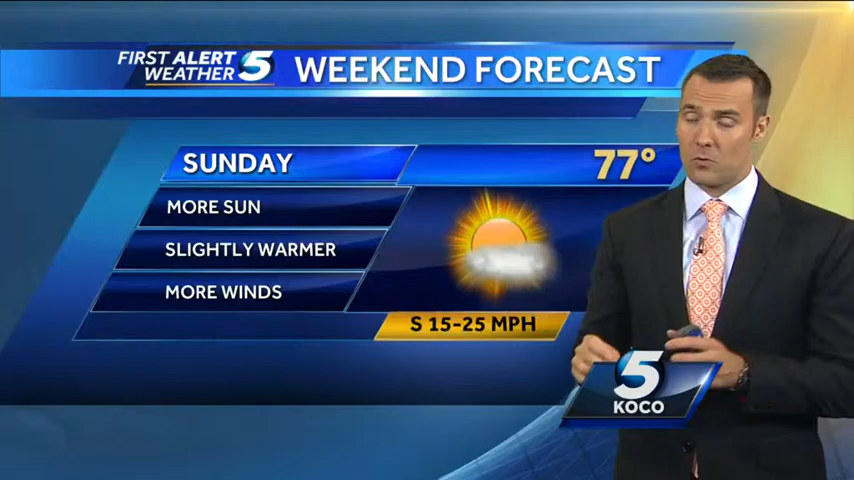 FIRST ALERT
WEATHER 5
WEEKEND FORECAST
SUNDAY
77°
MORE SUN
SLIGHTLY WARMER
MORE WINDS
S 15-25 MPH
5
KOCO